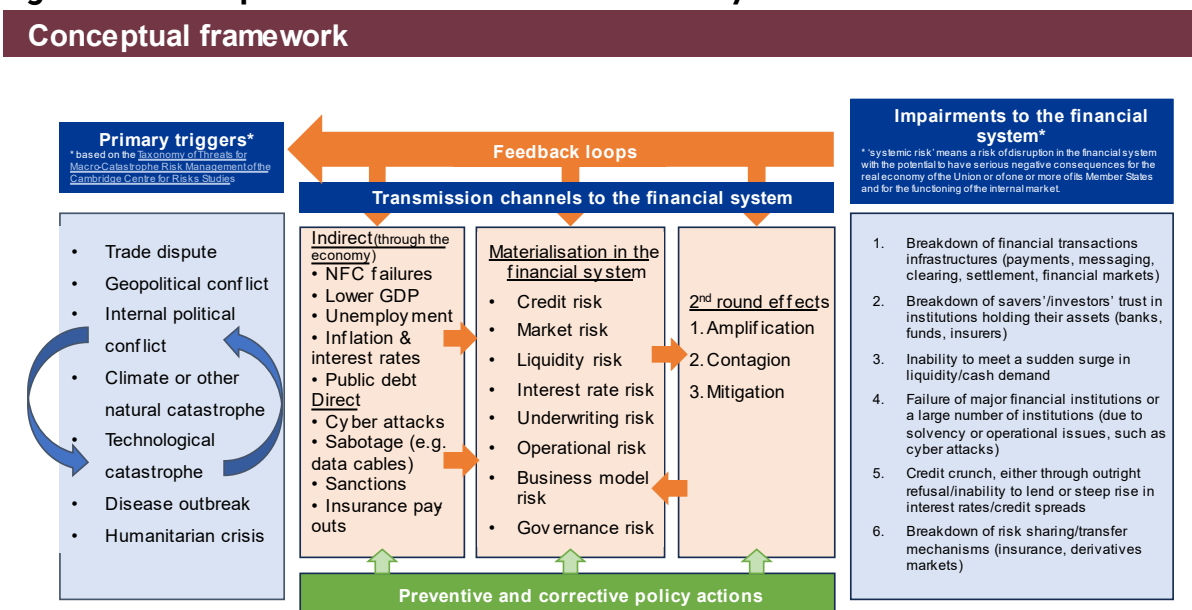 Conceptual framework
Primary triggers*
* based on the Taxonomy of Threats for
Macro-Catastrophe Risk Management of the
Cambridge Centre for Risks Studies
• Trade dispute
• Geopolitical conflict
• Internal political
conflict
• Climate or other
natural catastrophe
• Technological
catastrophe
• Disease outbreak
• Humanitarian crisis
Feedback loops
Transmission channels to the financial system
Indirect (through the
economy)
• NFC failures
• Lower GDP
• Unemployment
• Inflation &
interest rates
• Public debt
Direct
• Cyber attacks
• Sabotage (e.g.
data cables)
• Sanctions
• Insurance pay-
outs
Materialisation in the
financial system
• Credit risk
• Market risk
• Liquidity risk
• Interest rate risk
• Underwriting risk
• Operational risk
• Business model
risk
• Governance risk
2nd round effects
1. Amplification
2. Contagion
3. Mitigation
Preventive and corrective policy actions
Impairments to the financial
system*
* 'systemic risk' means a risk of disruption in the financial system
with the potential to have serious negative consequences for the
real economy of the Union or of one or more of its Member States
and for the functioning of the internal market.
1. Breakdown of financial transactions
infrastructures (payments, messaging,
clearing, settlement, financial markets)
2. Breakdown of savers'/investors' trust in
institutions holding their assets (banks,
funds, insurers)
3. Inability to meet a sudden surge in
liquidity/cash demand
4. Failure of major financial institutions or
a large number of institutions (due to
solvency or operational issues, such as
cyber attacks)
5. Credit crunch, either through outright
refusal/inability to lend or steep rise in
interest rates/credit spreads
6. Breakdown of risk sharing/transfer
mechanisms (insurance, derivatives
markets)